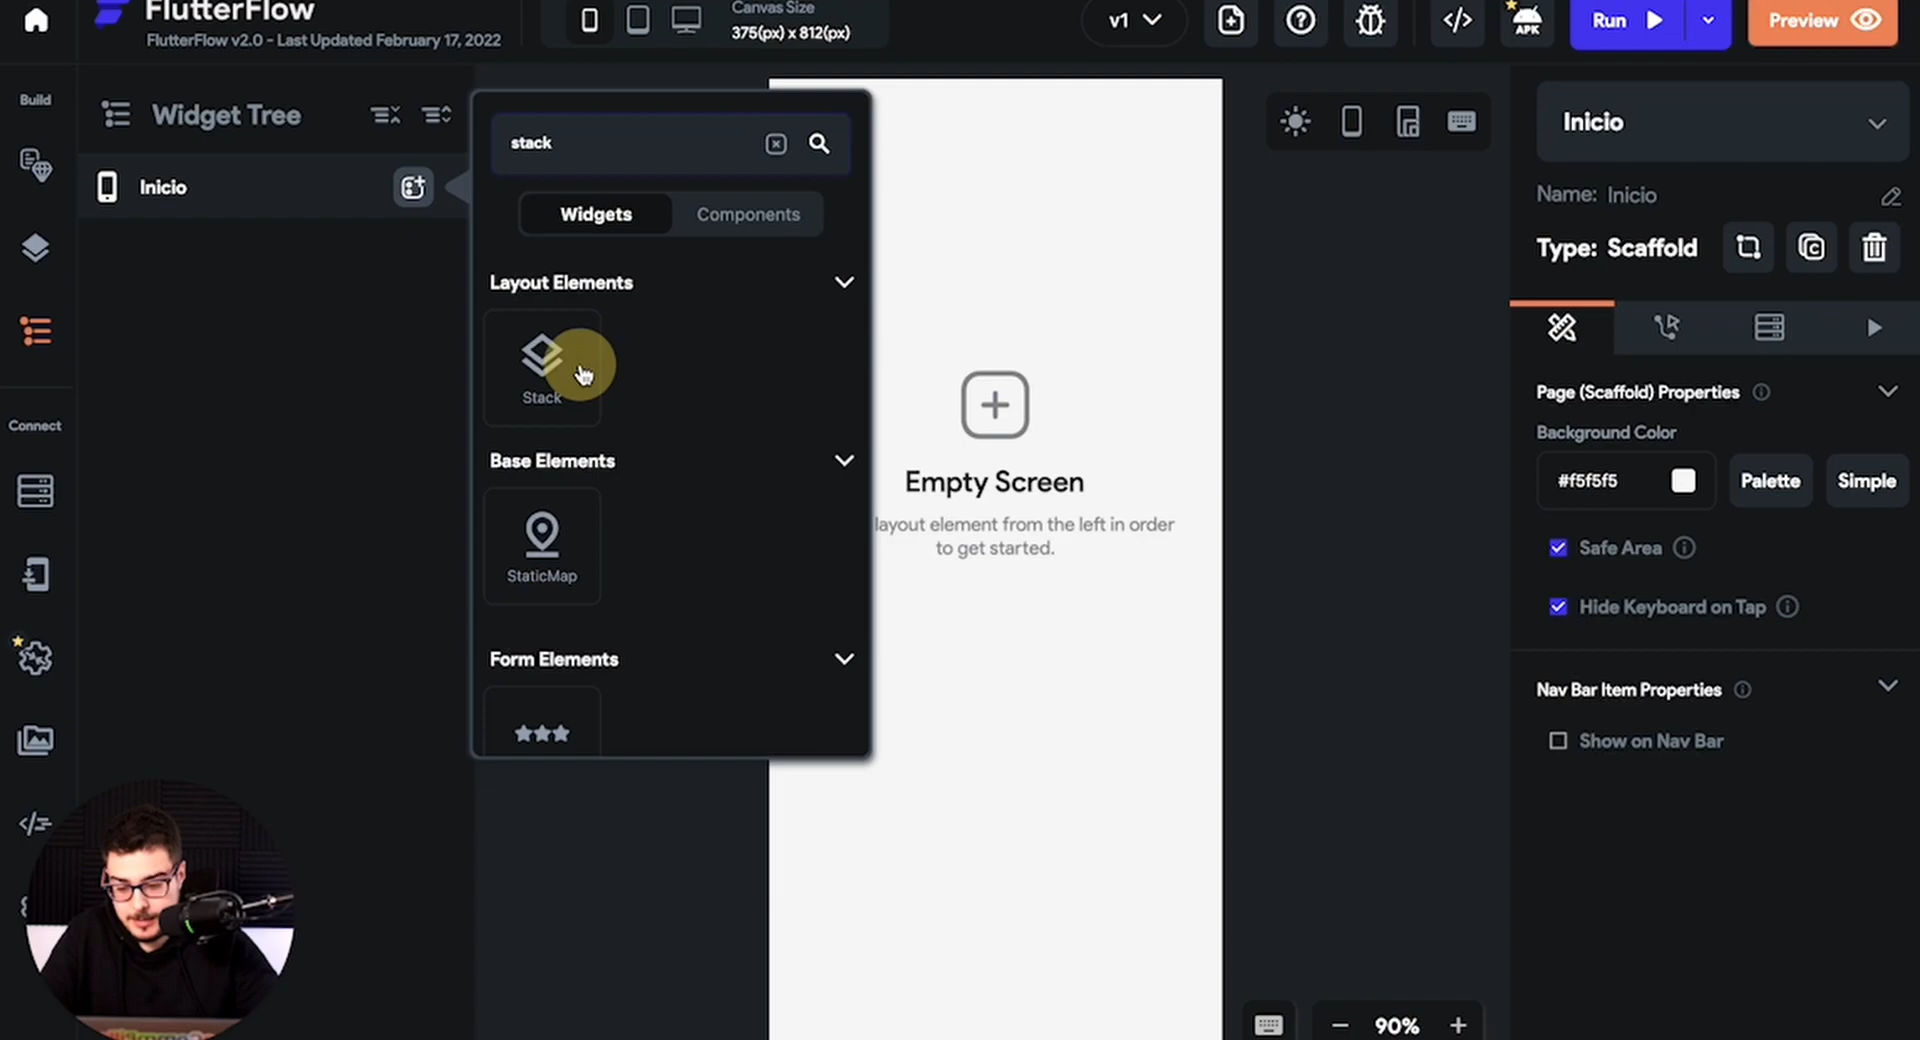 FlutterFlow
FlutterFlow v2.0 - Last Updated February 17, 2022
Canvas Size
375(px) x 812(px)
v1
APK
Run
Preview
Build
Widget Tree
Inicio
Connect
stack
Widgets
Components
Layout Elements
Stack
Base Elements
StaticMap
Form Elements
Empty Screen
layout element from the left in order
to get started.
90%
Inicio
Name: Inicio
Type: Scaffold
Page (Scaffold) Properties
Background Color
#f5f5f5
Palette
Simple
Safe Area
Hide Keyboard on Tap
Nav Bar Item Properties
Show on Nav Bar